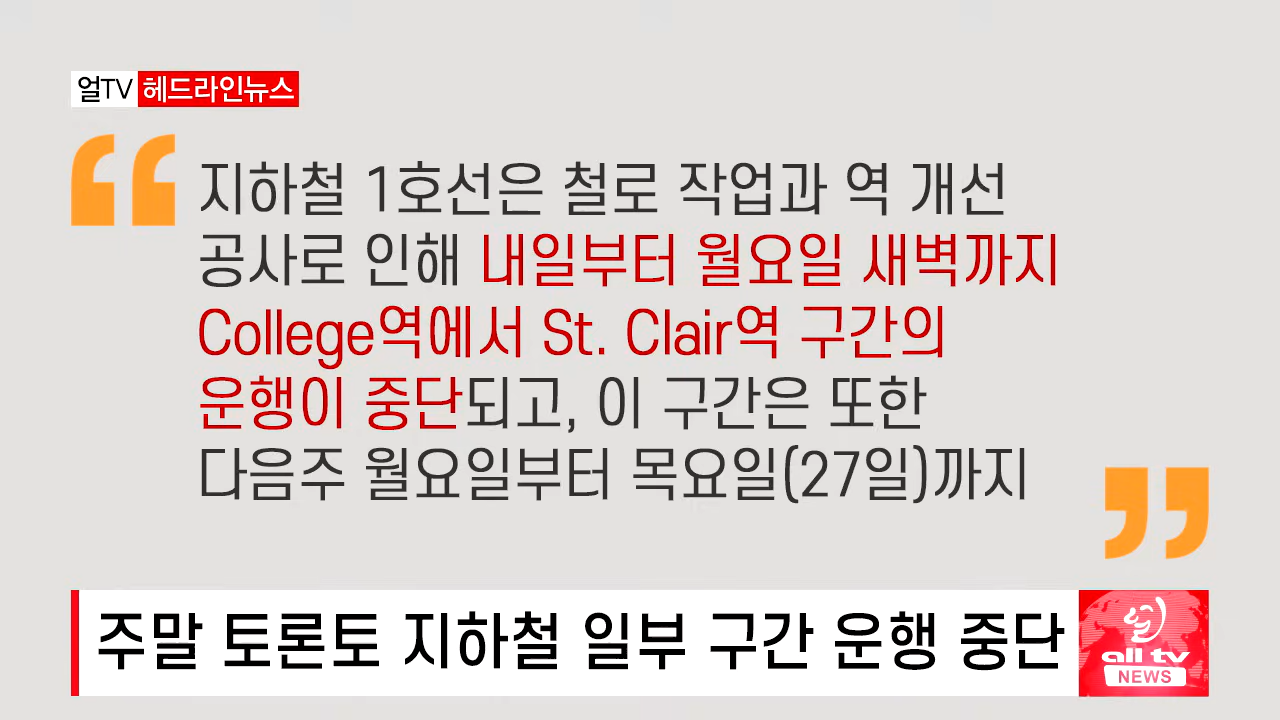 얼TV 헤드라인뉴스
지하철 1호선은 철로 작업과 역 개선
공사로 인해 내일부터 월요일 새벽까지
College역에서 St. Clair역 구간의
운행이 중단되고, 이 구간은 또한
다음주 월요일부터 목요일(27일)까지
주말 토론토 지하철 일부 구간 운행 중단
얼
all tv
NEWS